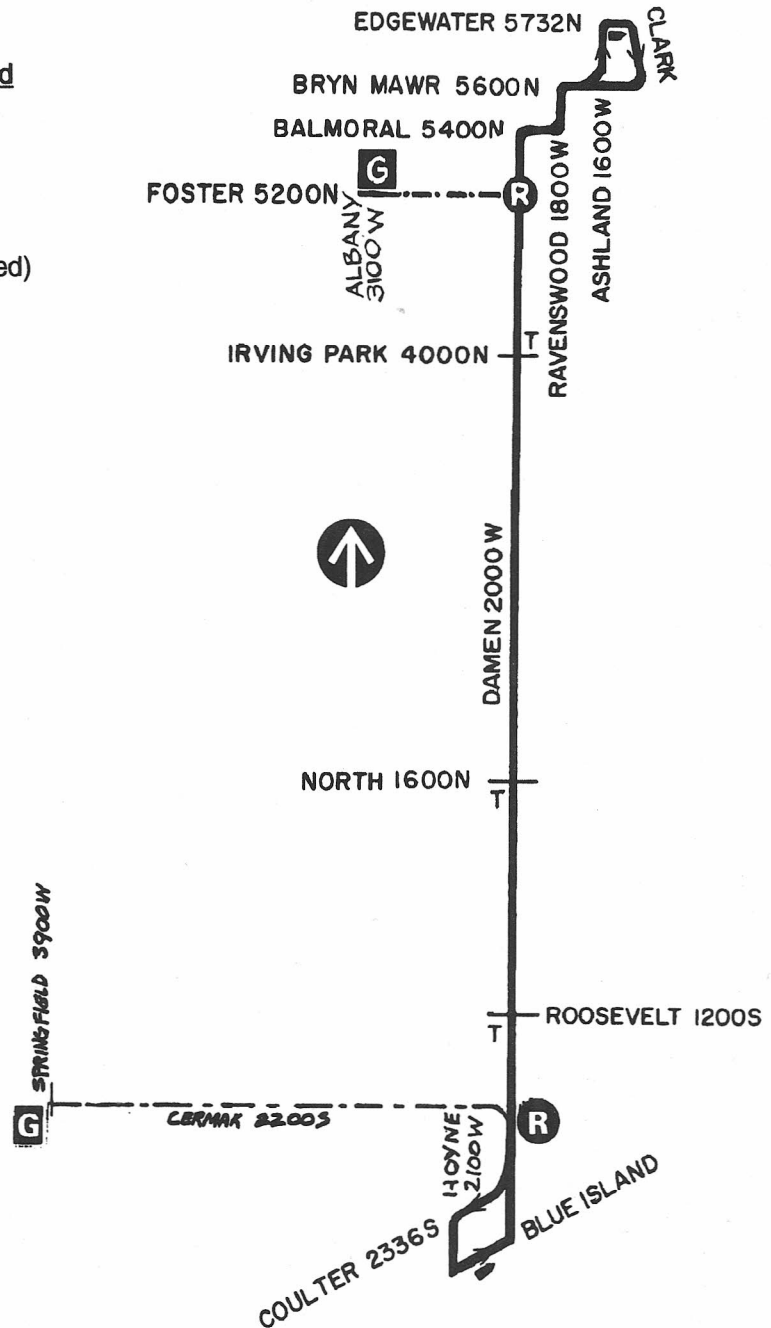 EDGEWATER 5732N
CLARK
d
BRYN MAWR 5600N
BALMORAL 5400N
G
FOSTER 5200N
R
ALBANY
3100W
RAVENSWOOD 1800W
ASHLAND 1600W
ed)
IRVING PARK 4000N
T
DAMEN 2000W
NORTH 1600N
T
SPRINGFIELD 3900W
ROOSEVELT 1200S
T
G
CERMAK 2200S
R
HOYNE
2100W
COULTER 2336S
BLUE ISLAND